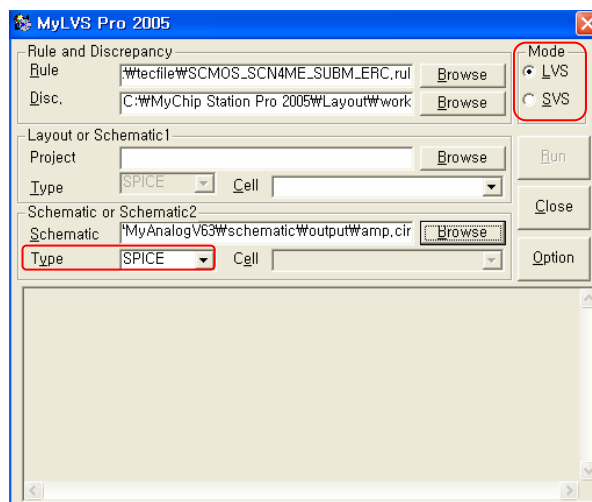 MyLVS Pro 2005
Rule and Discrepancy
Mode
Rule
:₩tecfile₩SCMOS_SCN4ME_SUBM_ERC,rul
Browse
LVS
Disc,
C:₩MyChip Station Pro 2005₩Layout₩work
Browse
SVS
Layout or Schematic1
Project
Browse
Run
Type
SPICE
Cell
Close
Schematic or Schematic2
Schematic
'MyAnalogV63₩schematic₩output₩amp,cir
Browse
Type
SPICE
Cell
Option